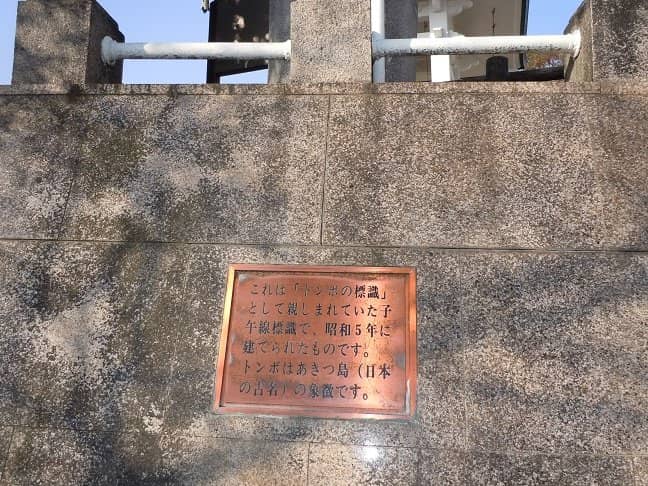 これは「トンボの標識」
として親しまれていた子
午線標識で、昭和5年に
建てられたものです。
トンボはあきつ島（日本
の古名）の象徴です。